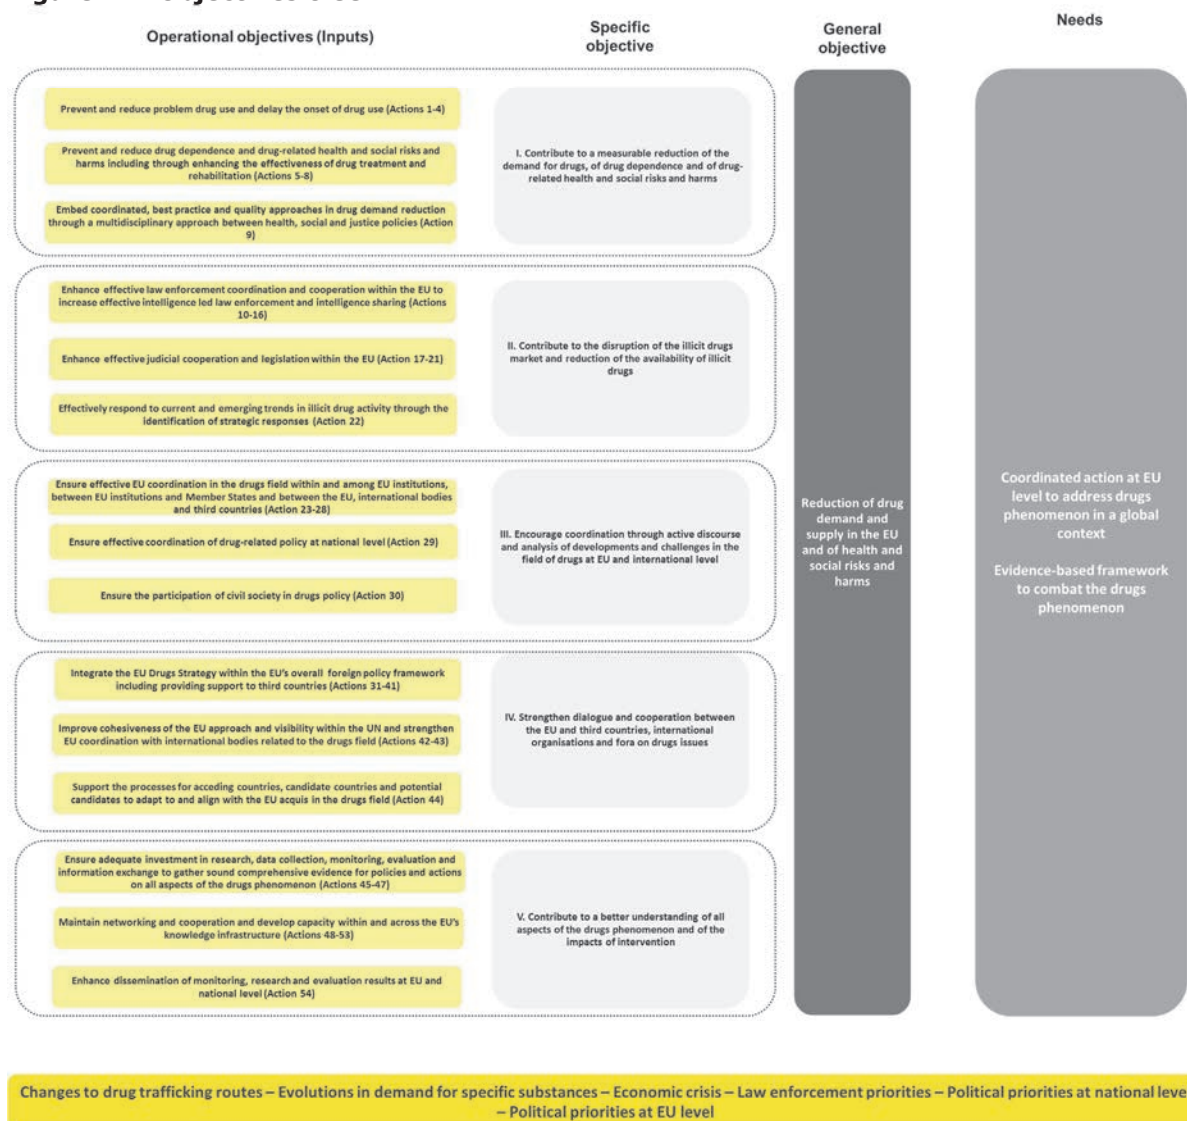 Operational objectives (Inputs)
Specific
objective
General
objective
Needs
Prevent and reduce problem drug use and delay the onset of drug use (Actions 1-4)
Prevent and reduce drug dependence and drug-related health and social risks and
harms including through enhancing the effectiveness of drug treatment and
rehabilitation (Actions 5-8)
Embed coordinated, best practice and quality approaches in drug demand reduction
through a multidisciplinary approach between health, social and justice policies (Action
9)
I. Contribute to a measurable reduction of the
demand for drugs, of drug dependence and of drug-
related health and social risks and harms
Enhance effective law enforcement coordination and cooperation within the EU to
increase effective intelligence led law enforcement and intelligence sharing (Actions
10-16)
Enhance effective judicial cooperation and legislation within the EU (Action 17-21)
Effectively respond to current and emerging trends in illicit drug activity through the
identification of strategic responses (Action 22)
II. Contribute to the disruption of the illicit drugs
market and reduction of the availability of illicit
drugs
Ensure effective EU coordination in the drugs field within and among EU institutions,
between EU institutions and Member States and between the EU, international bodies
and third countries (Action 23-28)
Ensure effective coordination of drug-related policy at national level (Action 29)
Ensure the participation of civil society in drugs policy (Action 30)
III. Encourage coordination through active discourse
and analysis of developments and challenges in the
field of drugs at EU and international level
Integrate the EU Drugs Strategy within the EU's overall foreign policy framework
including providing support to third countries (Actions 31-41)
Improve cohesiveness of the EU approach and visibility within the UN and strengthen
EU coordination with international bodies related to the drugs field (Actions 42-43)
Support the processes for acceding countries, candidate countries and potential
candidates to adapt to and align with the EU acquis in the drugs field (Action 44)
IV. Strengthen dialogue and cooperation between
the EU and third countries, international
organisations and fora on drugs issues
Ensure adequate investment in research, data collection, monitoring, evaluation and
information exchange to gather sound comprehensive evidence for policies and actions
on all aspects of the drugs phenomenon (Actions 45-47)
Maintain networking and cooperation and develop capacity within and across the EU's
knowledge infrastructure (Actions 48-53)
Enhance dissemination of monitoring, research and evaluation results at EU and
national level (Action 54)
V. Contribute to a better understanding of all
aspects of the drugs phenomenon and of the
impacts of intervention
Reduction of drug
demand and
supply in the EU
and of health and
social risks and
harms
Coordinated action at EU
level to address drugs
phenomenon in a global
context
Evidence-based framework
to combat the drugs
phenomenon
Changes to drug trafficking routes – Evolutions in demand for specific substances – Economic crisis – Law enforcement priorities – Political priorities at national leve
– Political priorities at EU level